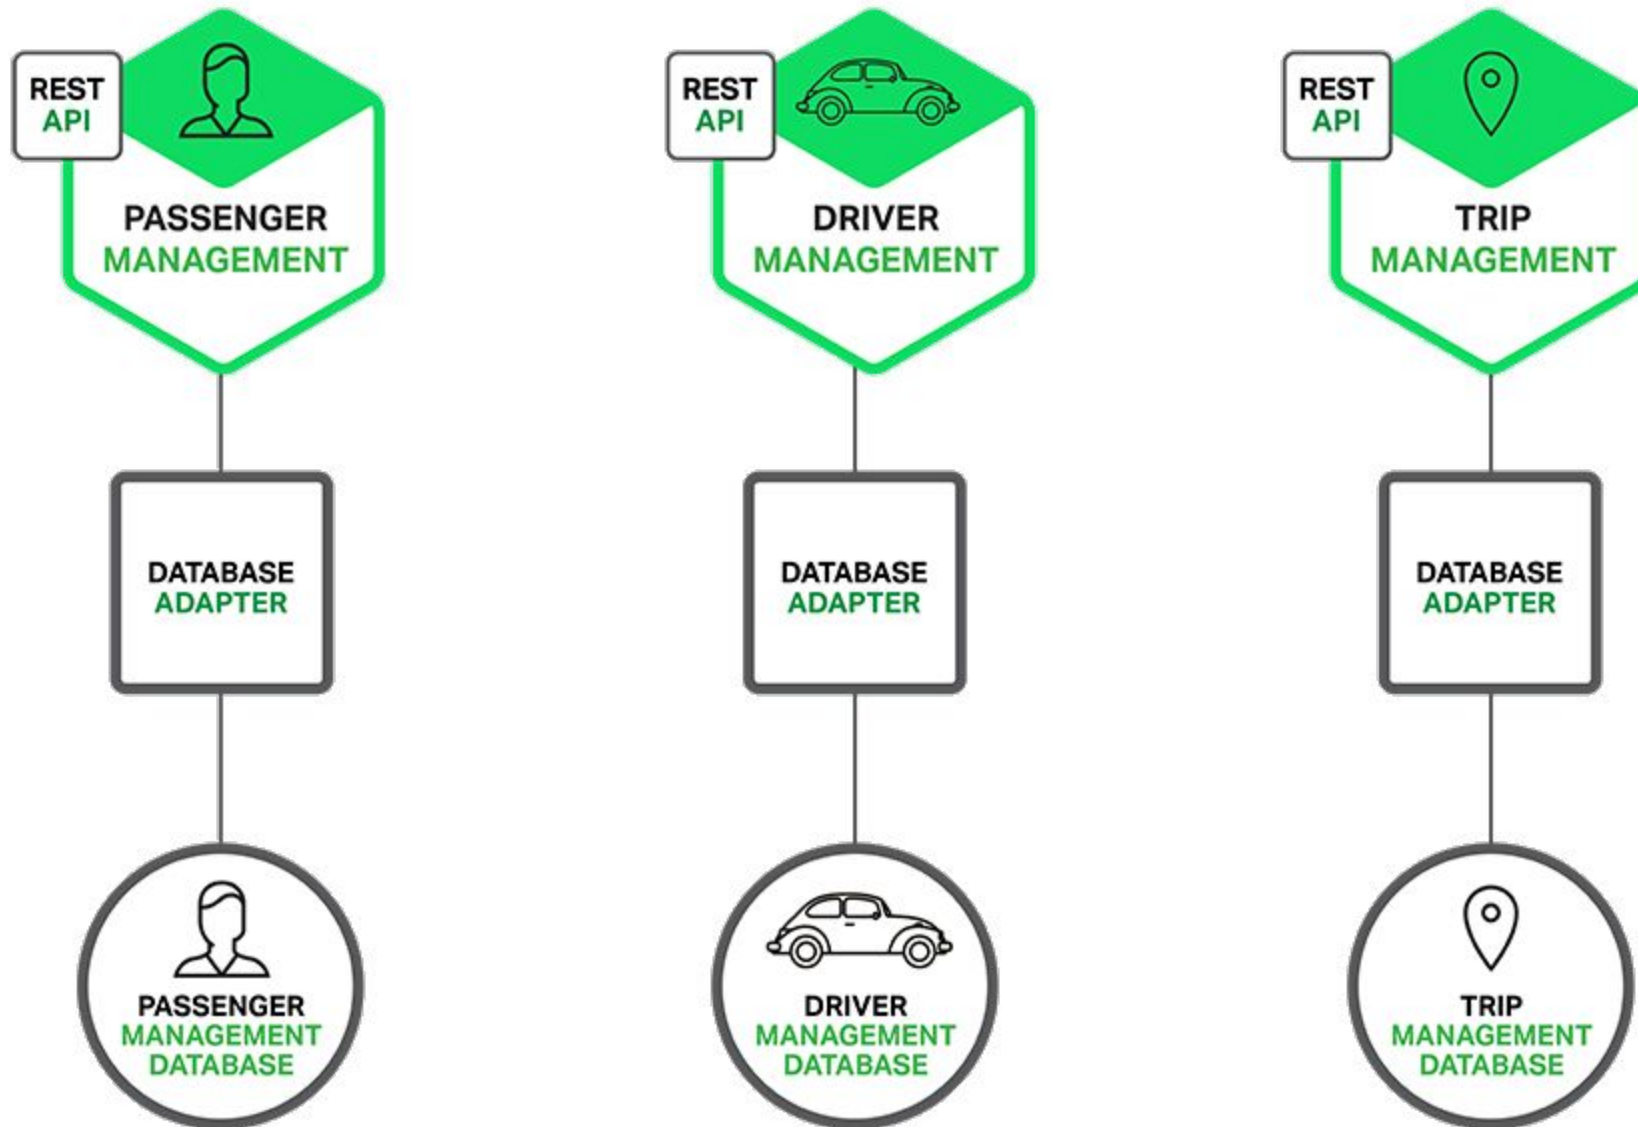 REST
API
PASSENGER
MANAGEMENT
REST
API
DRIVER
MANAGEMENT
REST
API
TRIP
MANAGEMENT
DATABASE
ADAPTER
DATABASE
ADAPTER
DATABASE
ADAPTER
PASSENGER
MANAGEMENT
DATABASE
DRIVER
MANAGEMENT
DATABASE
TRIP
MANAGEMENT
DATABASE